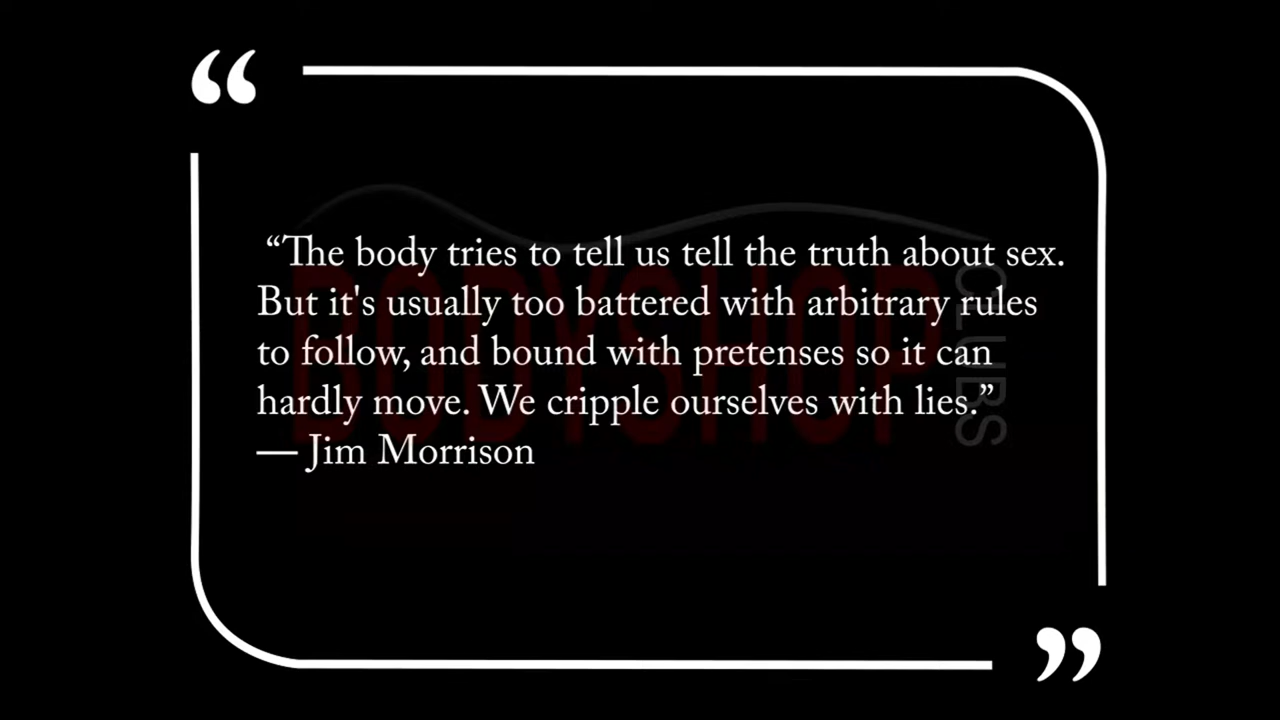 “The body tries to tell us tell the truth about sex.
But it's usually too battered with arbitrary rules
to follow, and bound with pretenses so it can
hardly move. We cripple ourselves with lies.”
— Jim Morrison
BODYSHOP
CLUBS